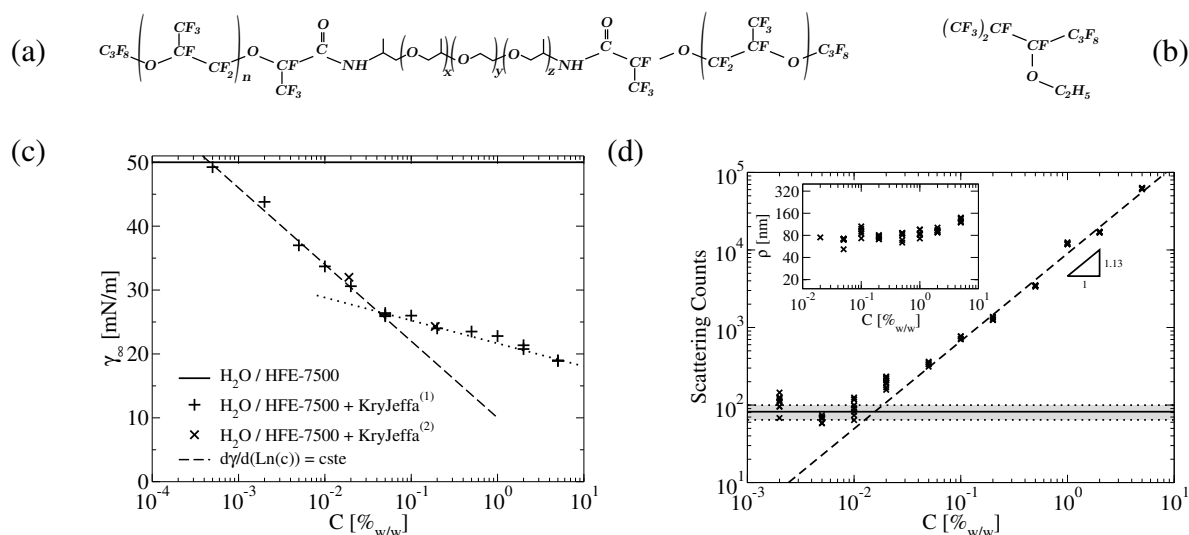 (a)
C₃F₈ O CF₃ CF CF₂ n O CF CF₃ O C NH O x O y O z NH C O CF CF₃ O CF₂ CF CF₃ O n C₃F₈
(b)
(CF₃)₂CF CF C₃F₈
O
C₂H₅
(c)
γ∞ [mN/m]
50
40
30
20
10
0
H₂O / HFE-7500
H₂O / HFE-7500 + KryJeffa⁽¹⁾
H₂O / HFE-7500 + KryJeffa⁽²⁾
dγ/d(Ln(c)) = cste
10⁻⁴ 10⁻³ 10⁻² 10⁻¹ 10⁰ 10¹
C [%w/w]
(d)
Scattering Counts
10⁵
10⁴
10³
10²
10¹
ρ [nm]
320
160
80
40
20
10⁻² 10⁻¹ 10⁰ 10¹
C [%w/w]
1.13
1
10⁻³ 10⁻² 10⁻¹ 10⁰ 10¹
C [%w/w]